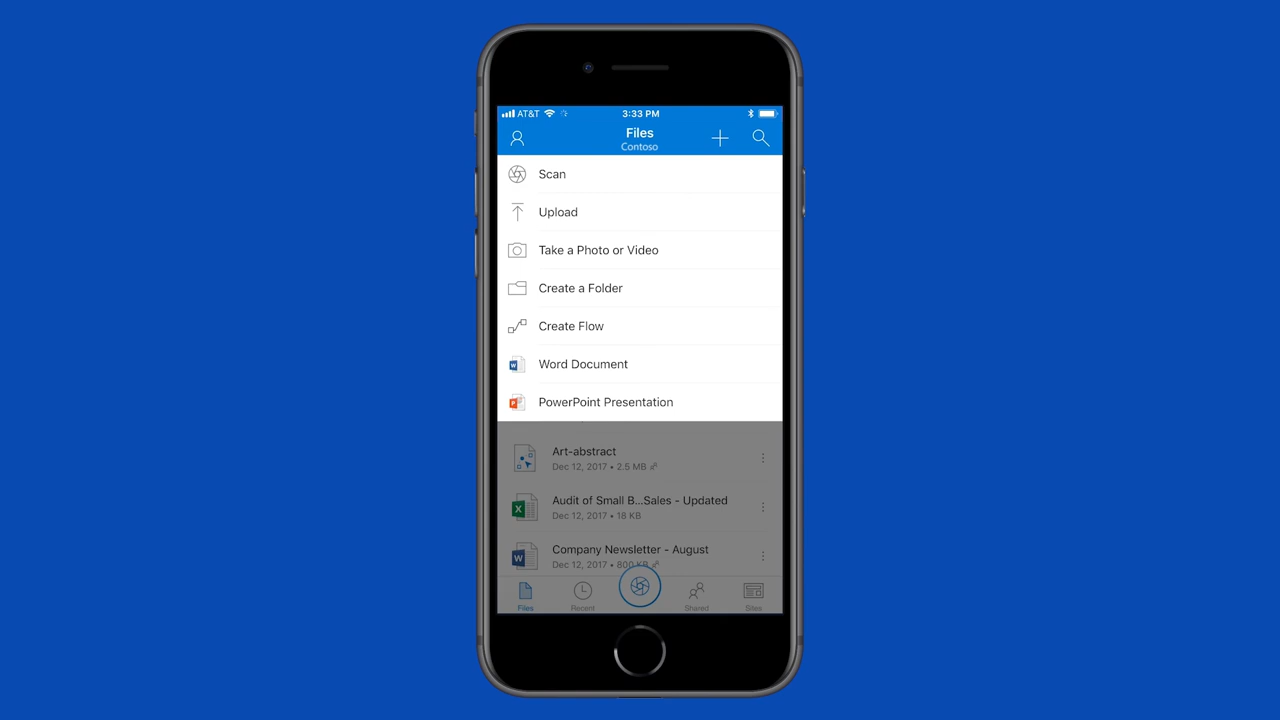 AT&T 3:33 PM
Files
Contoso
Scan
Upload
Take a Photo or Video
Create a Folder
Create Flow
W Word Document
P PowerPoint Presentation
Art-abstract
Dec 12, 2017 • 2.5 MB
X Audit of Small B...Sales - Updated
Dec 12, 2017 • 18 KB
W Company Newsletter - August
Dec 12, 2017 • 800 KB
Files Recent Shared Sites